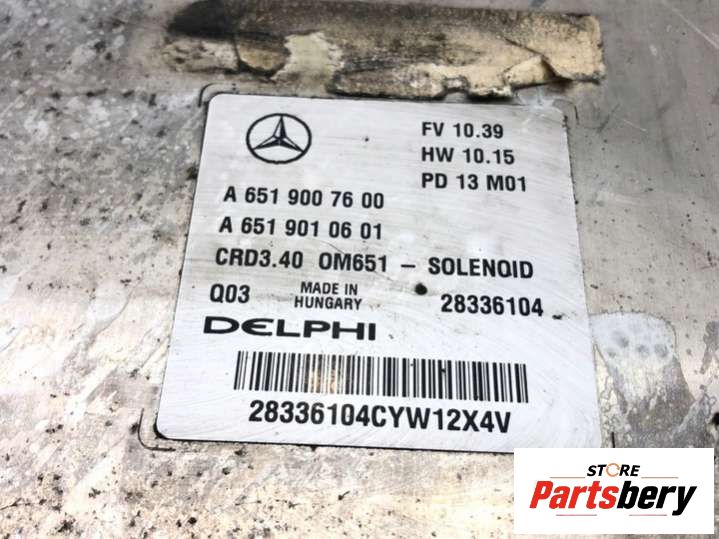 FV 10.39
HW 10.15
PD 13 M01
A 651 900 76 00
A 651 901 06 01
CRD3.40 OM651 – SOLENOID
Q03 MADE IN HUNGARY 28336104
DELPHI
28336104CYW12X4V
STORE
Partsbery